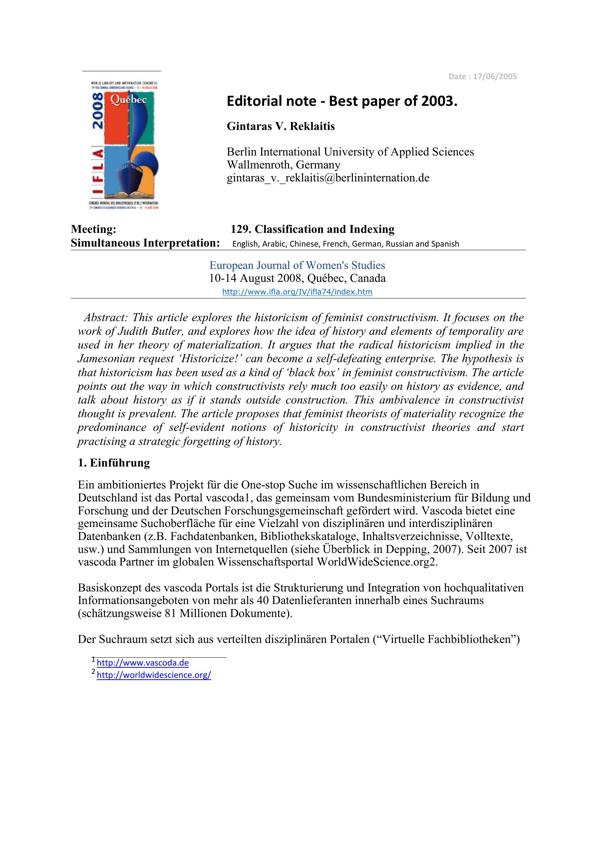 Date : 17/06/2005
WORLD LIBRARY AND INFORMATION CONGRESS:
Québec
IFLA 2008
Editorial note - Best paper of 2003.
Gintaras V. Reklaitis
Berlin International University of Applied Sciences
Wallmenroth, Germany
gintaras_v._reklaitis@berlininternation.de
Meeting: 129. Classification and Indexing
Simultaneous Interpretation: English, Arabic, Chinese, French, German, Russian and Spanish
European Journal of Women's Studies
10-14 August 2008, Québec, Canada
http://www.ifla.org/IV/ifla74/index.htm
Abstract: This article explores the historicism of feminist constructivism. It focuses on the
work of Judith Butler, and explores how the idea of history and elements of temporality are
used in her theory of materialization. It argues that the radical historicism implied in the
Jamesonian request ‘Historicize!’ can become a self-defeating enterprise. The hypothesis is
that historicism has been used as a kind of ‘black box’ in feminist constructivism. The article
points out the way in which constructivists rely much too easily on history as evidence, and
talk about history as if it stands outside construction. This ambivalence in constructivist
thought is prevalent. The article proposes that feminist theorists of materiality recognize the
predominance of self-evident notions of historicity in constructivist theories and start
practising a strategic forgetting of history.
1. Einführung
Ein ambitioniertes Projekt für die One-stop Suche im wissenschaftlichen Bereich in
Deutschland ist das Portal vascoda1, das gemeinsam vom Bundesministerium für Bildung und
Forschung und der Deutschen Forschungsgemeinschaft gefördert wird. Vascoda bietet eine
gemeinsame Suchoberfläche für eine Vielzahl von disziplinären und interdisziplinären
Datenbanken (z.B. Fachdatenbanken, Bibliothekskataloge, Inhaltsverzeichnisse, Volltexte,
usw.) und Sammlungen von Internetquellen (siehe Überblick in Depping, 2007). Seit 2007 ist
vascoda Partner im globalen Wissenschaftsportal WorldWideScience.org2.
Basiskonzept des vascoda Portals ist die Strukturierung und Integration von hochqualitativen
Informationsangeboten von mehr als 40 Datenlieferanten innerhalb eines Suchraums
(schätzungsweise 81 Millionen Dokumente).
Der Suchraum setzt sich aus verteilten disziplinären Portalen (“Virtuelle Fachbibliotheken”)
1 http://www.vascoda.de
2 http://worldwidescience.org/